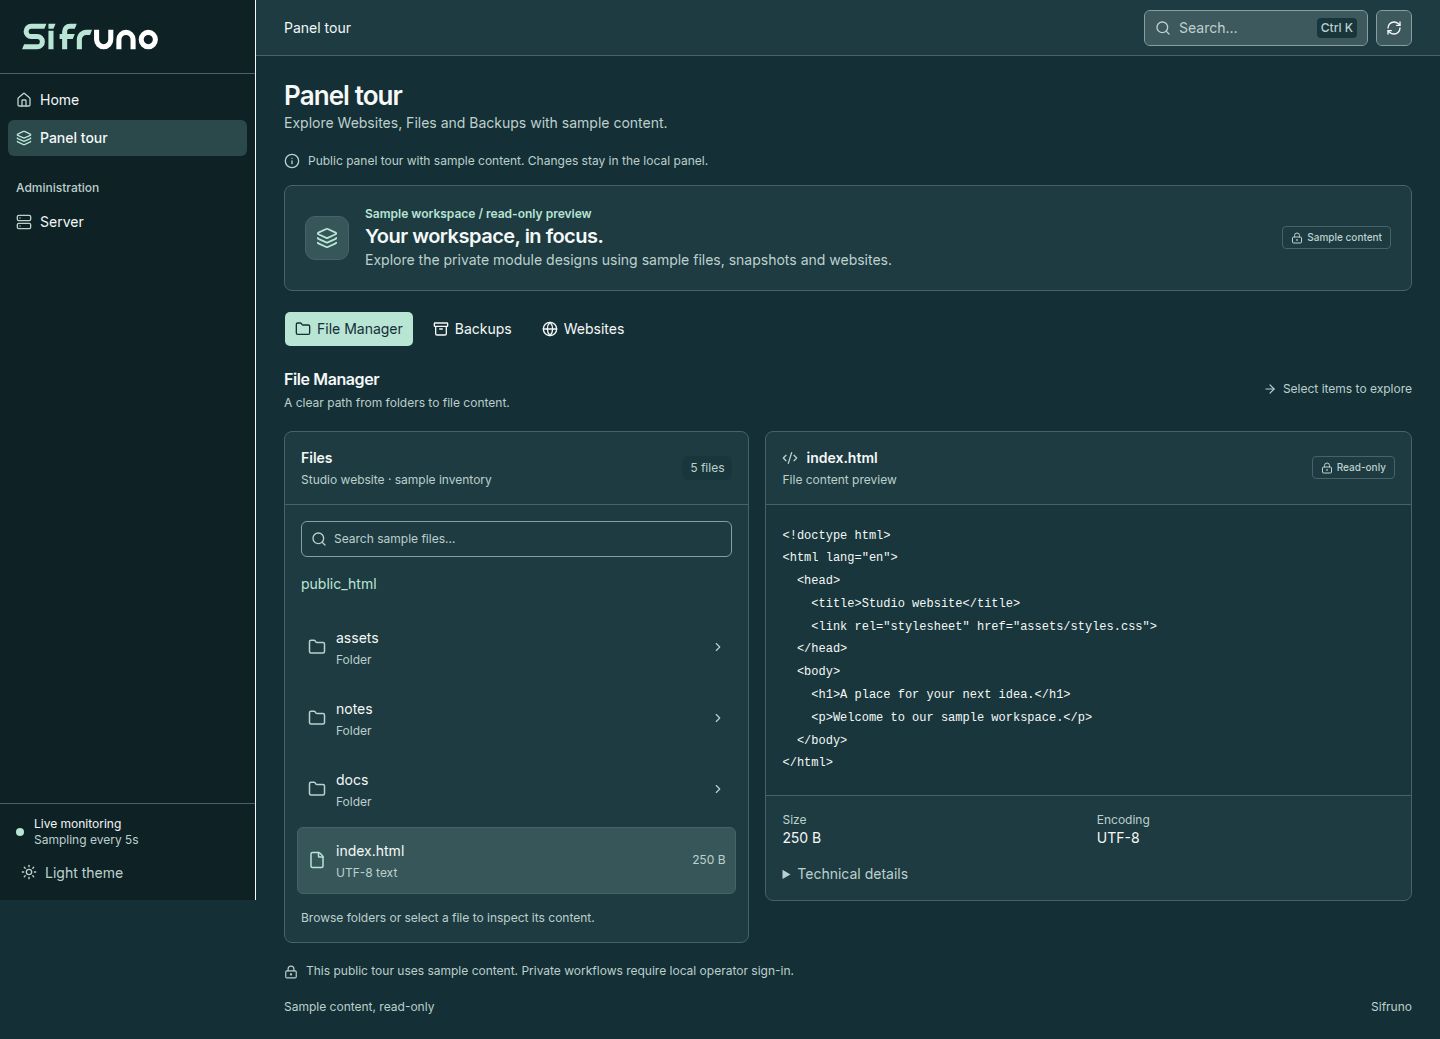 Sifruno
Home
Panel tour
Administration
Server
Live monitoring
Sampling every 5s
Light theme
Panel tour
Search...
Ctrl K
Panel tour
Explore Websites, Files and Backups with sample content.
Public panel tour with sample content. Changes stay in the local panel.
Sample workspace / read-only preview
Your workspace, in focus.
Explore the private module designs using sample files, snapshots and websites.
Sample content
File Manager
Backups
Websites
File Manager
A clear path from folders to file content.
Select items to explore
Files
Studio website · sample inventory
5 files
Search sample files...
public_html
assets
Folder
notes
Folder
docs
Folder
index.html
UTF-8 text
250 B
Browse folders or select a file to inspect its content.
index.html
File content preview
Read-only
<!doctype html>
<html lang="en">
  <head>
    <title>Studio website</title>
    <link rel="stylesheet" href="assets/styles.css">
  </head>
  <body>
    <h1>A place for your next idea.</h1>
    <p>Welcome to our sample workspace.</p>
  </body>
</html>
Size
250 B
Encoding
UTF-8
Technical details
This public tour uses sample content. Private workflows require local operator sign-in.
Sample content, read-only
Sifruno